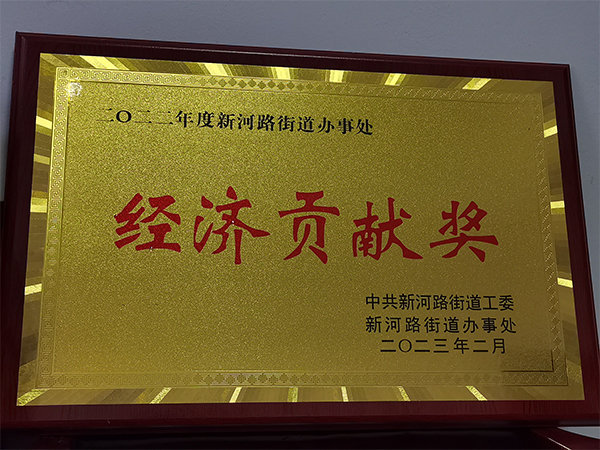 二〇二二年度新河路街道办事处
经济贡献奖
中共新河路街道工委
新河路街道办事处
二〇二三年二月